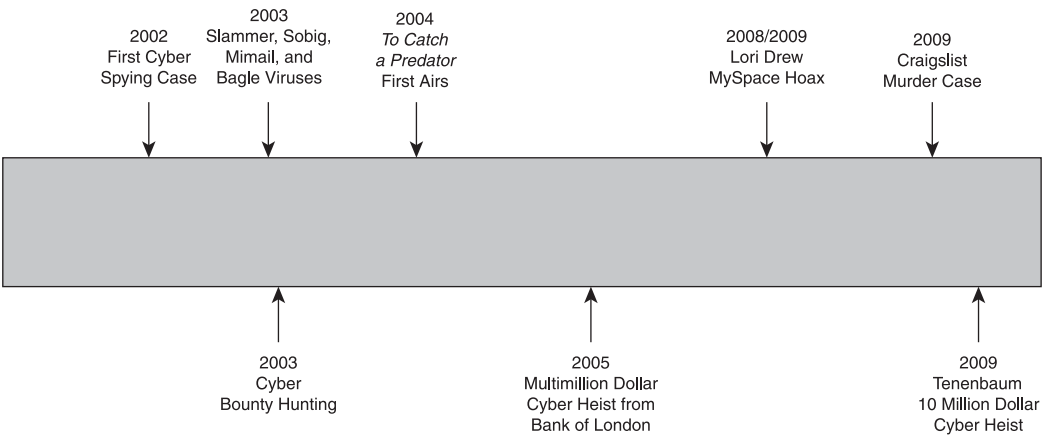 2002
First Cyber
Spying Case
2003
Slammer, Sobig,
Mimail, and
Bagle Viruses
2004
To Catch
a Predator
First Airs
2008/2009
Lori Drew
MySpace Hoax
2009
Craigslist
Murder Case
2003
Cyber
Bounty Hunting
2005
Multimillion Dollar
Cyber Heist from
Bank of London
2009
Tenenbaum
10 Million Dollar
Cyber Heist